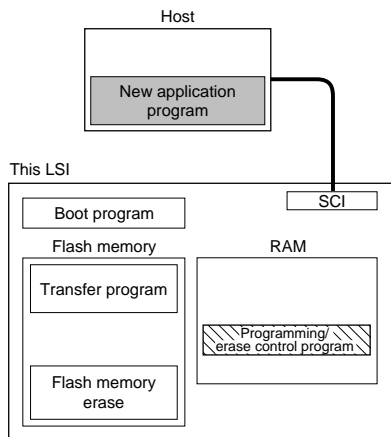 Host
New application
program
This LSI
SCI
Boot program
Flash memory
RAM
Transfer program
Programming/
erase control program
Flash memory
erase